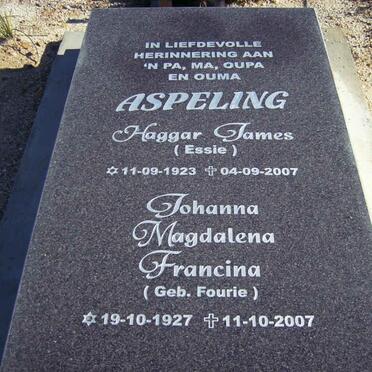 IN LIEFDEVOLLE
HERINNERING AAN
'N PA, MA, OUPA
EN OUMA
ASPELING
Haggar James
( Essie )
✡ 11-09-1923 ✝ 04-09-2007
Johanna
Magdalena
Francina
( Geb. Fourie )
✡ 19-10-1927 ✝ 11-10-2007